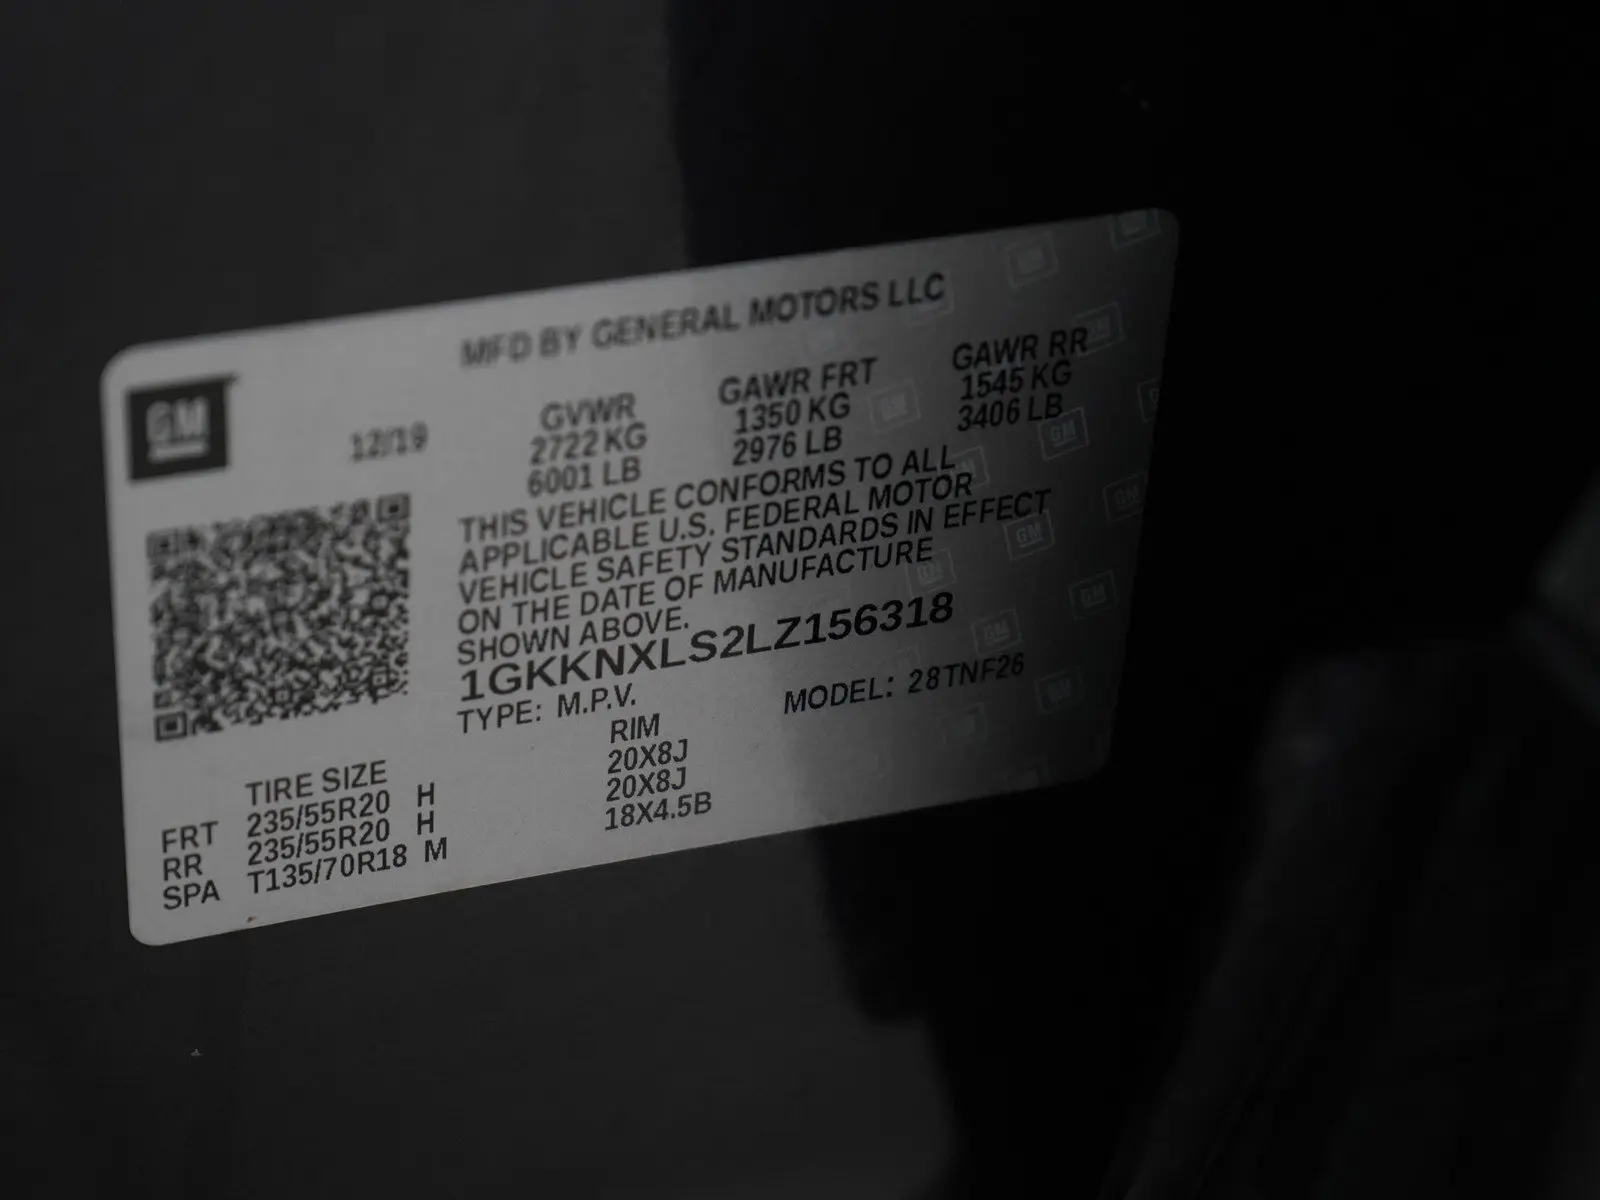 MFD BY GENERAL MOTORS LLC
GM
12/19
GVWR GAWR FRT GAWR RR
2722 KG 1350 KG 1545 KG
6001 LB 2976 LB 3406 LB
THIS VEHICLE CONFORMS TO ALL
APPLICABLE U.S. FEDERAL MOTOR
VEHICLE SAFETY STANDARDS IN EFFECT
ON THE DATE OF MANUFACTURE
SHOWN ABOVE.
1GKKNXLS2LZ156318
TYPE: M.P.V. MODEL: 28TNF26
TIRE SIZE RIM
FRT 235/55R20 H 20X8J
RR 235/55R20 H 20X8J
SPA T135/70R18 M 18X4.5B